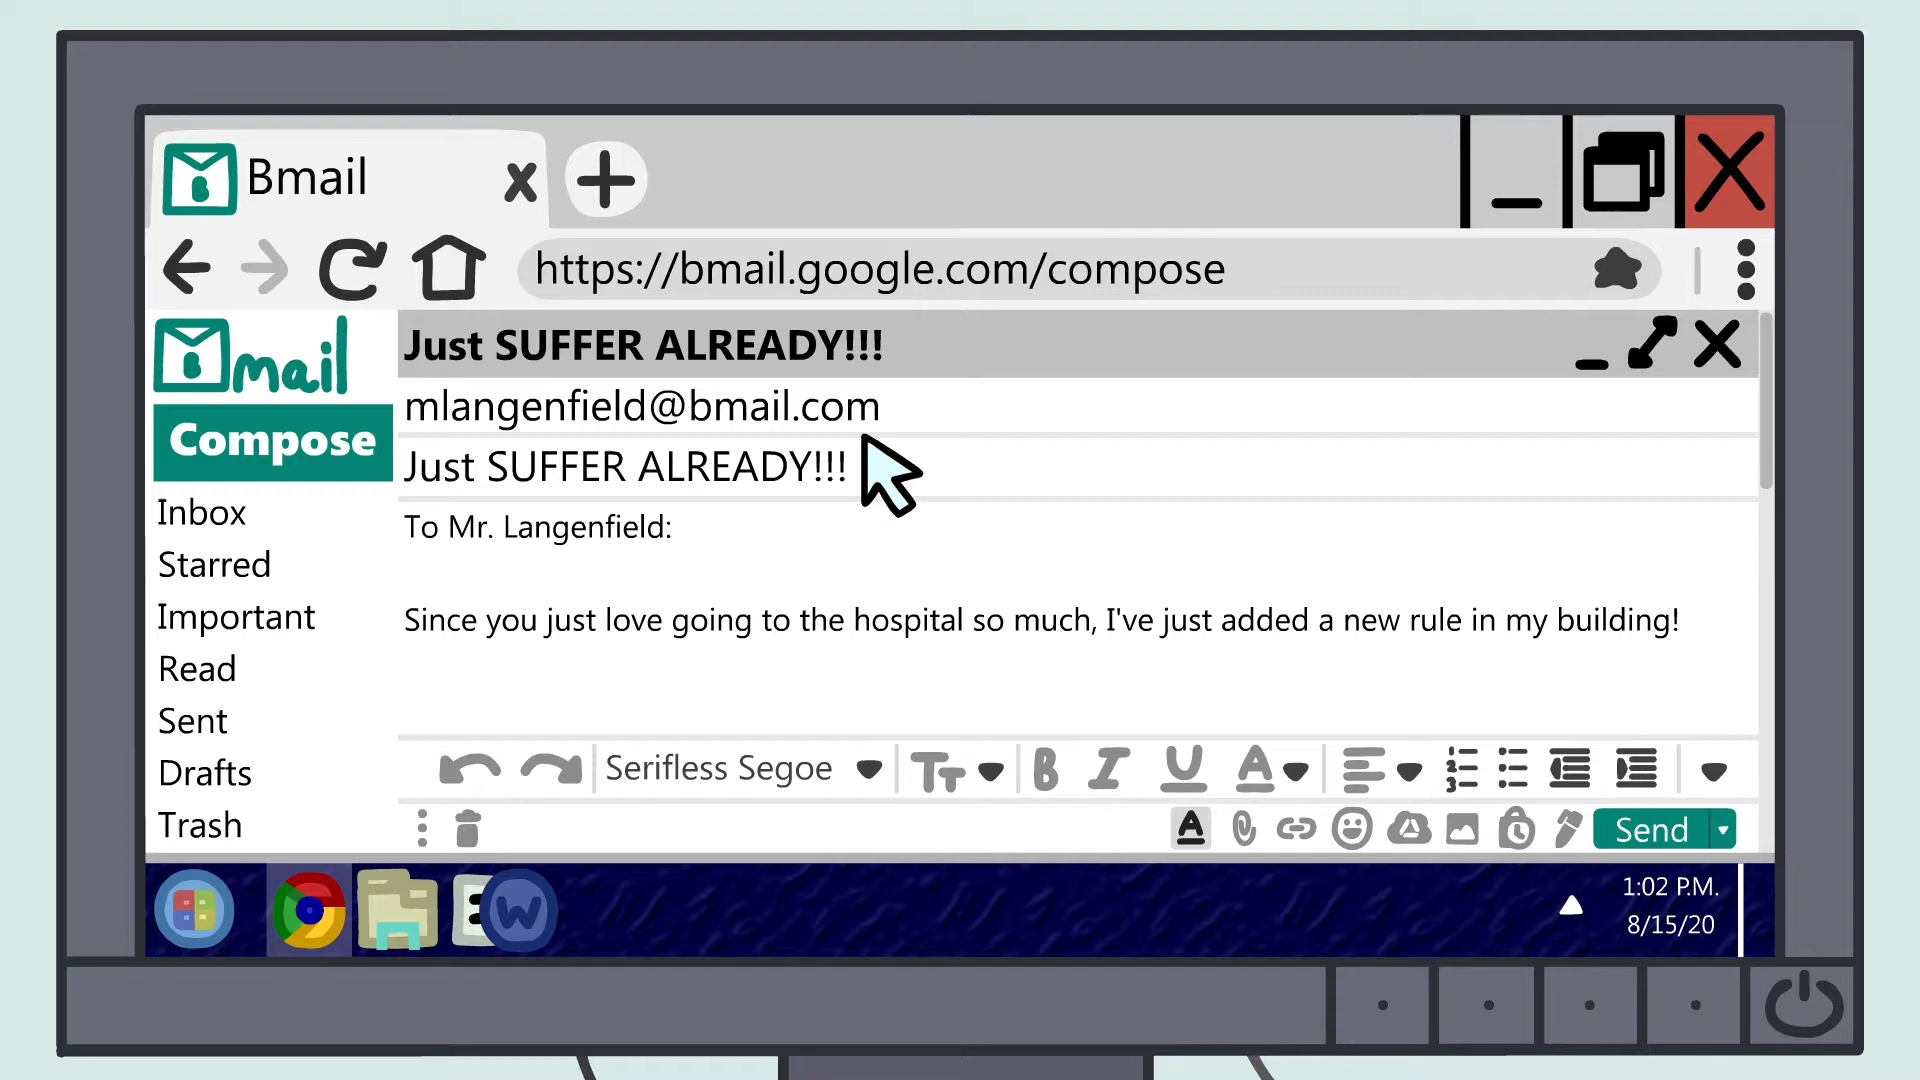 Bmail
https://bmail.google.com/compose
Bmail
Just SUFFER ALREADY!!!
Compose
mlangenfield@bmail.com
Just SUFFER ALREADY!!!
Inbox
Starred
Important
Read
Sent
Drafts
Trash
To Mr. Langenfield:
Since you just love going to the hospital so much, I've just added a new rule in my building!
Serifless Segoe
Send
1:02 P.M.
8/15/20